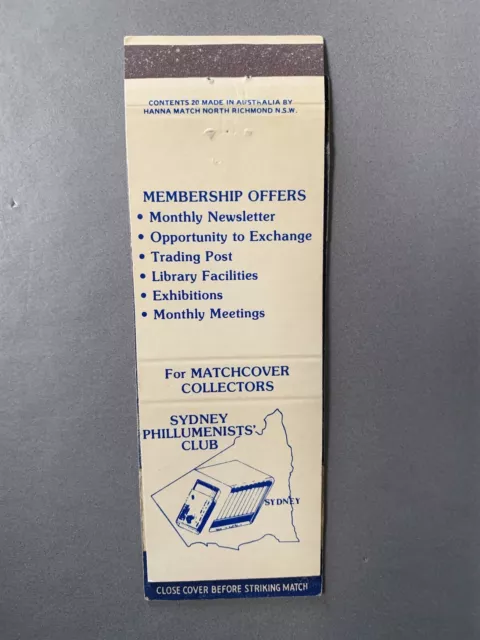 CONTENTS 20 MADE IN AUSTRALIA BY
HANNA MATCH NORTH RICHMOND N.S.W.
MEMBERSHIP OFFERS
• Monthly Newsletter
• Opportunity to Exchange
• Trading Post
• Library Facilities
• Exhibitions
• Monthly Meetings
For MATCHCOVER
COLLECTORS
SYDNEY
PHILLUMENISTS'
CLUB
SYDNEY
CLOSE COVER BEFORE STRIKING MATCH